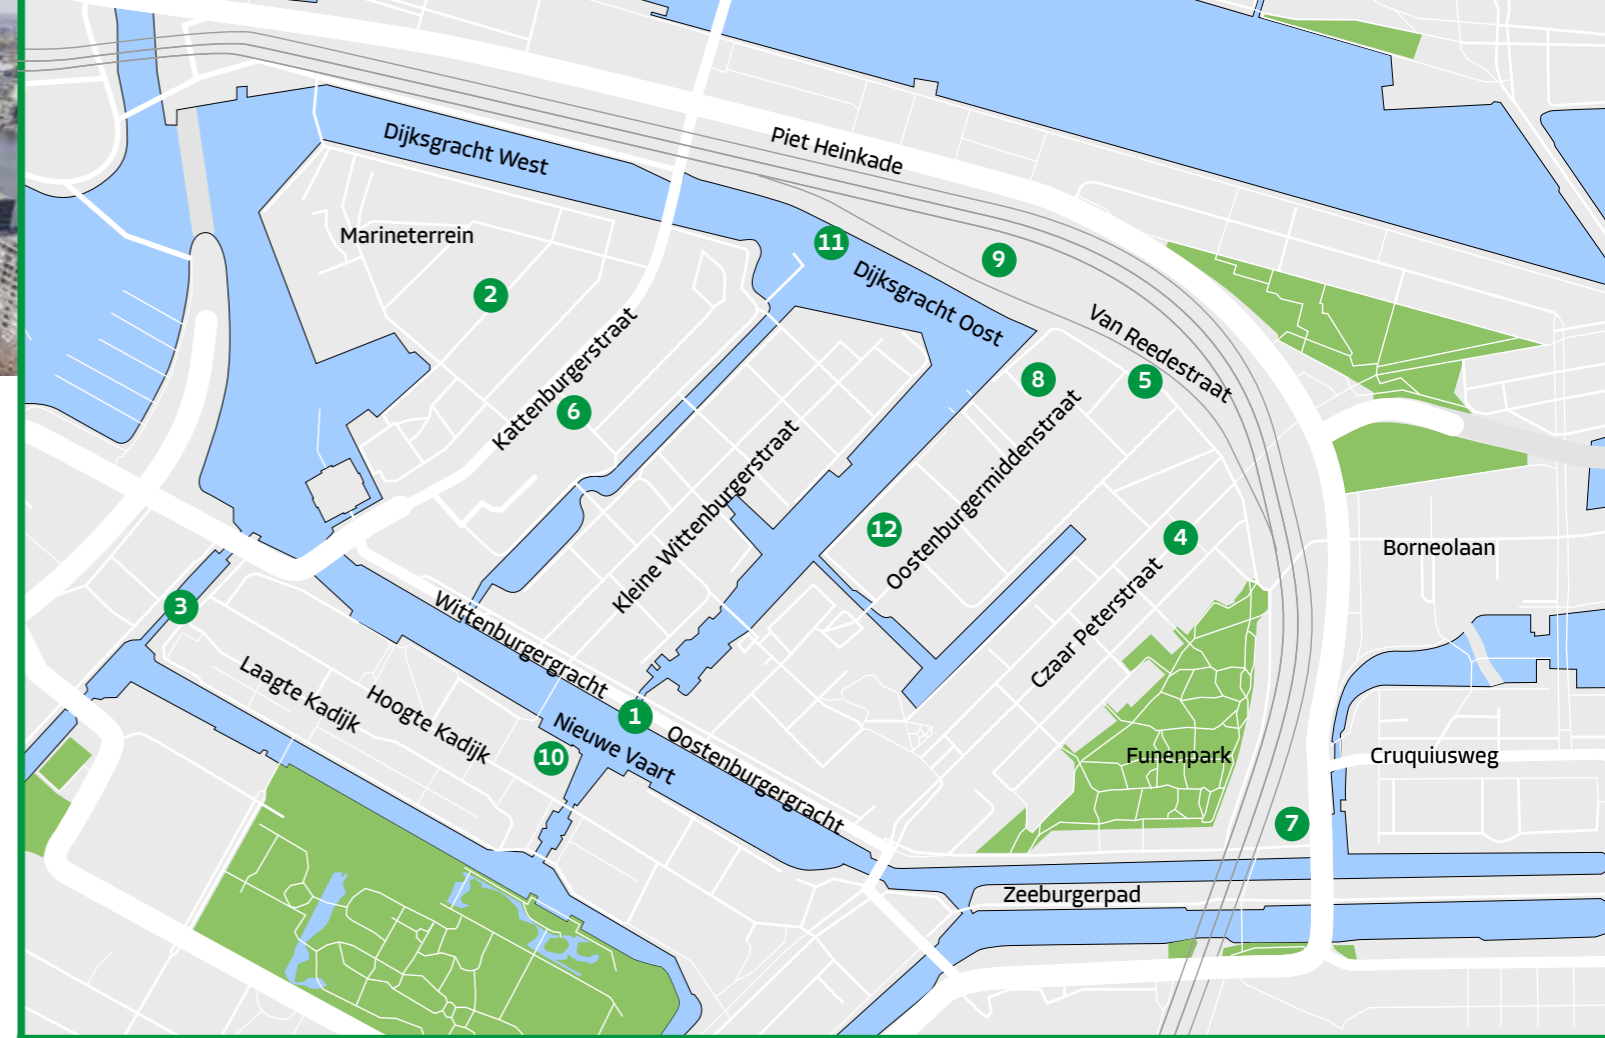 Piet Heinkade
Dijksgracht West
Marineterrein
11
9
Dijksgracht Oost
2
Van Reedestraat
Kattenburgerstraat
8
5
6
Kleine Wittenburgerstraat
Oostenburgermiddenstraat
12
4
Borneolaan
Czaar Peterstraat
3
Wittenburgergracht
Laagte Kadijk
Hoogte Kadijk
1
Nieuwe Vaart
Oostenburgergracht
10
Funenpark
Cruquiusweg
7
Zeeburgerpad